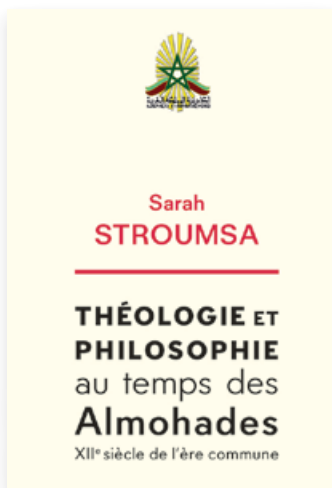 Sarah
STROUMSA
THÉOLOGIE ET
PHILOSOPHIE
au temps des
Almohades
XIIᵉ siècle de l'ère commune